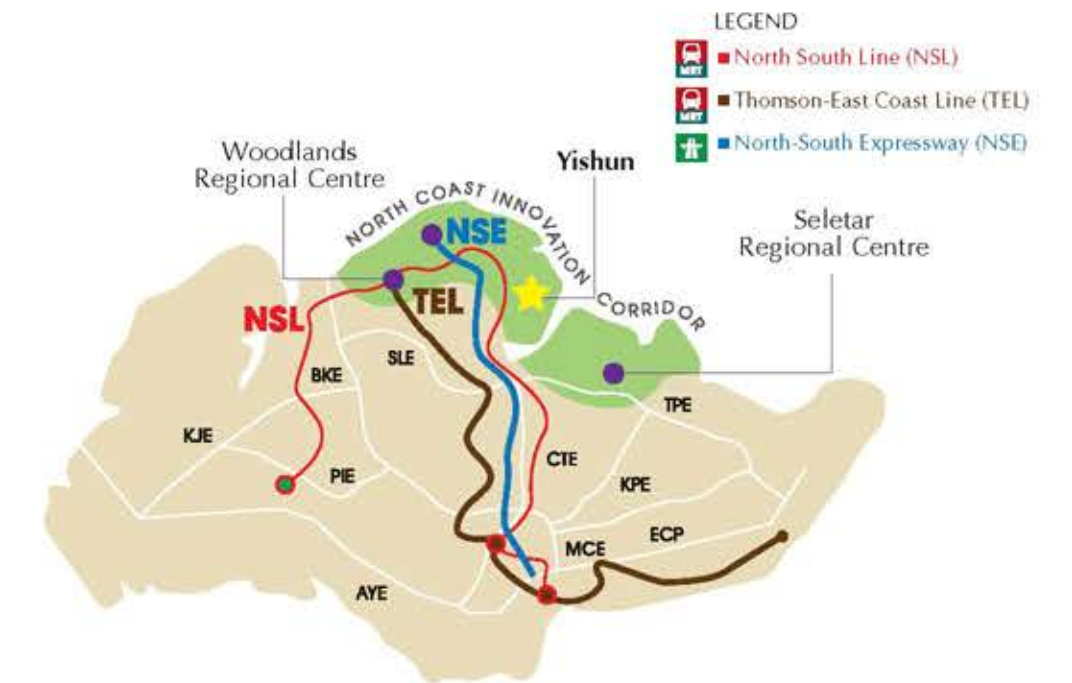 LEGEND
MRT North South Line (NSL)
MRT Thomson-East Coast Line (TEL)
North-South Expressway (NSE)
Woodlands
Regional Centre
Yishun
Seletar
Regional Centre
NORTH COAST INNOVATION CORRIDOR
NSE
TEL
NSL
SLE
BKE
TPE
KJE
CTE
PIE
KPE
ECP
MCE
AYE